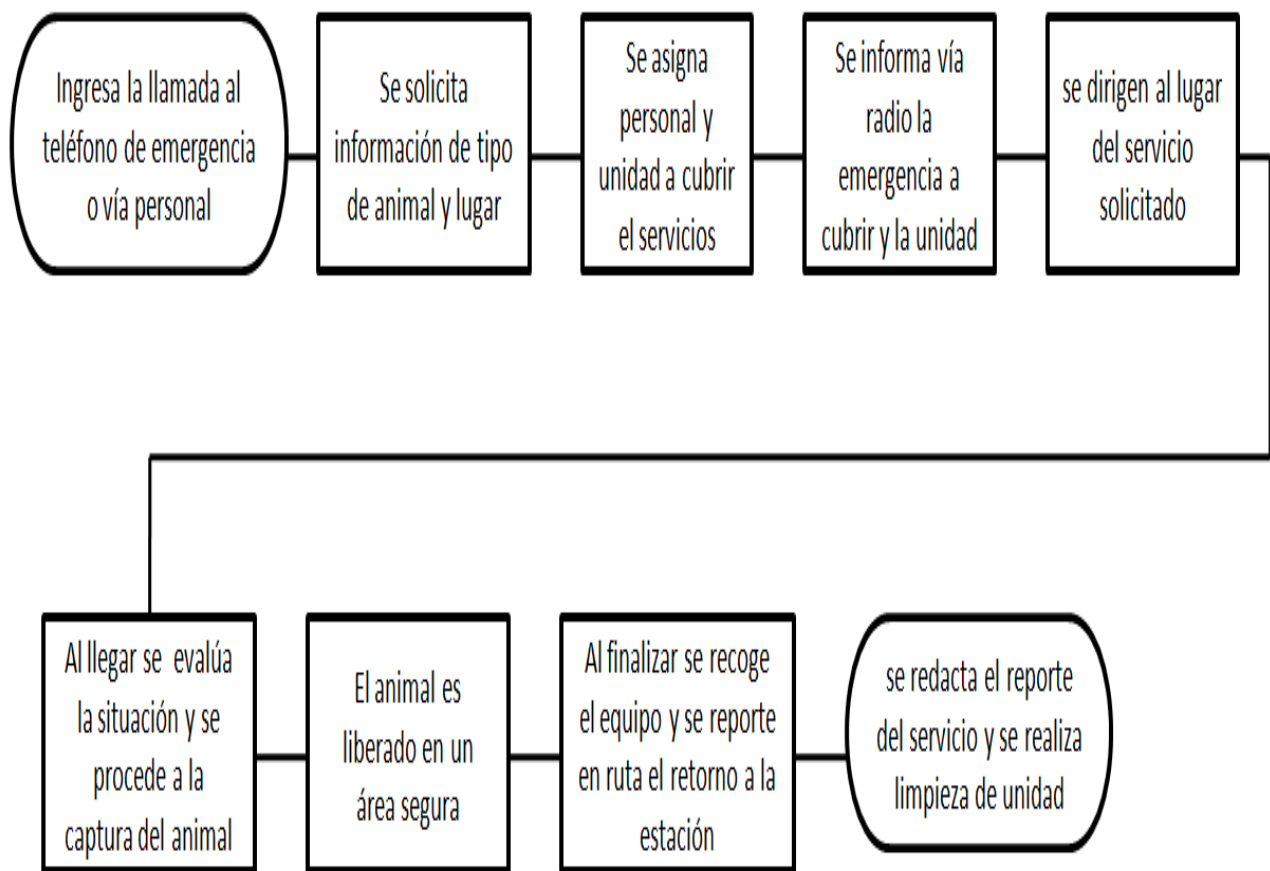 Ingresa la llamada al
teléfono de emergencia
o vía personal
Se solicita
información de tipo
de animal y lugar
Se asigna
personal y
unidad a cubrir
el servicios
Se informa vía
radio la
emergencia a
cubrir y la unidad
se dirigen al lugar
del servicio
solicitado
Al llegar se evalúa
la situación y se
procede a la
captura del animal
El animal es
liberado en un
área segura
Al finalizar se recoge
el equipo y se reporte
en ruta el retorno a la
estación
se redacta el reporte
del servicio y se realiza
limpieza de unidad